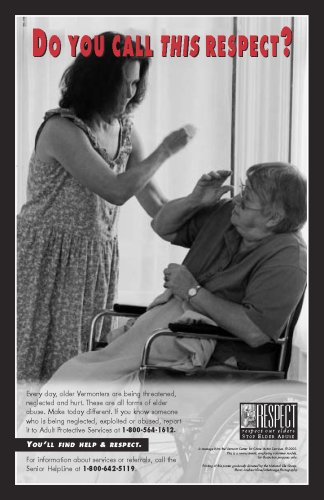 DO YOU CALL THIS RESPECT?
Every day, older Vermonters are being threatened,
neglected and hurt. These are all forms of elder
abuse. Make today different. If you know someone
who is being neglected, exploited or abused, report
it to Adult Protective Services at 1-800-564-1612.
YOU'LL FIND HELP & RESPECT.
For information about services or referrals, call the
Senior HelpLine at 1-800-642-5119.
RESPECT
respect our elders
STOP ELDER ABUSE